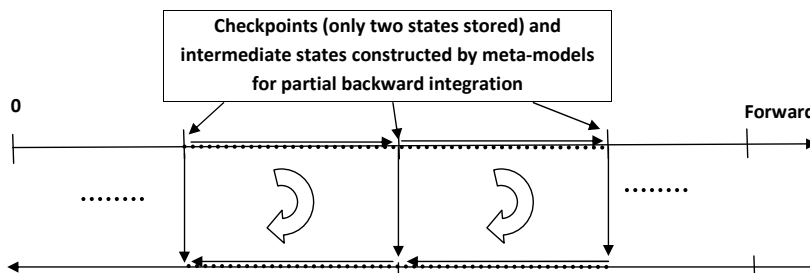 Checkpoints (only two states stored) and
intermediate states constructed by meta-models
for partial backward integration
0
Forward